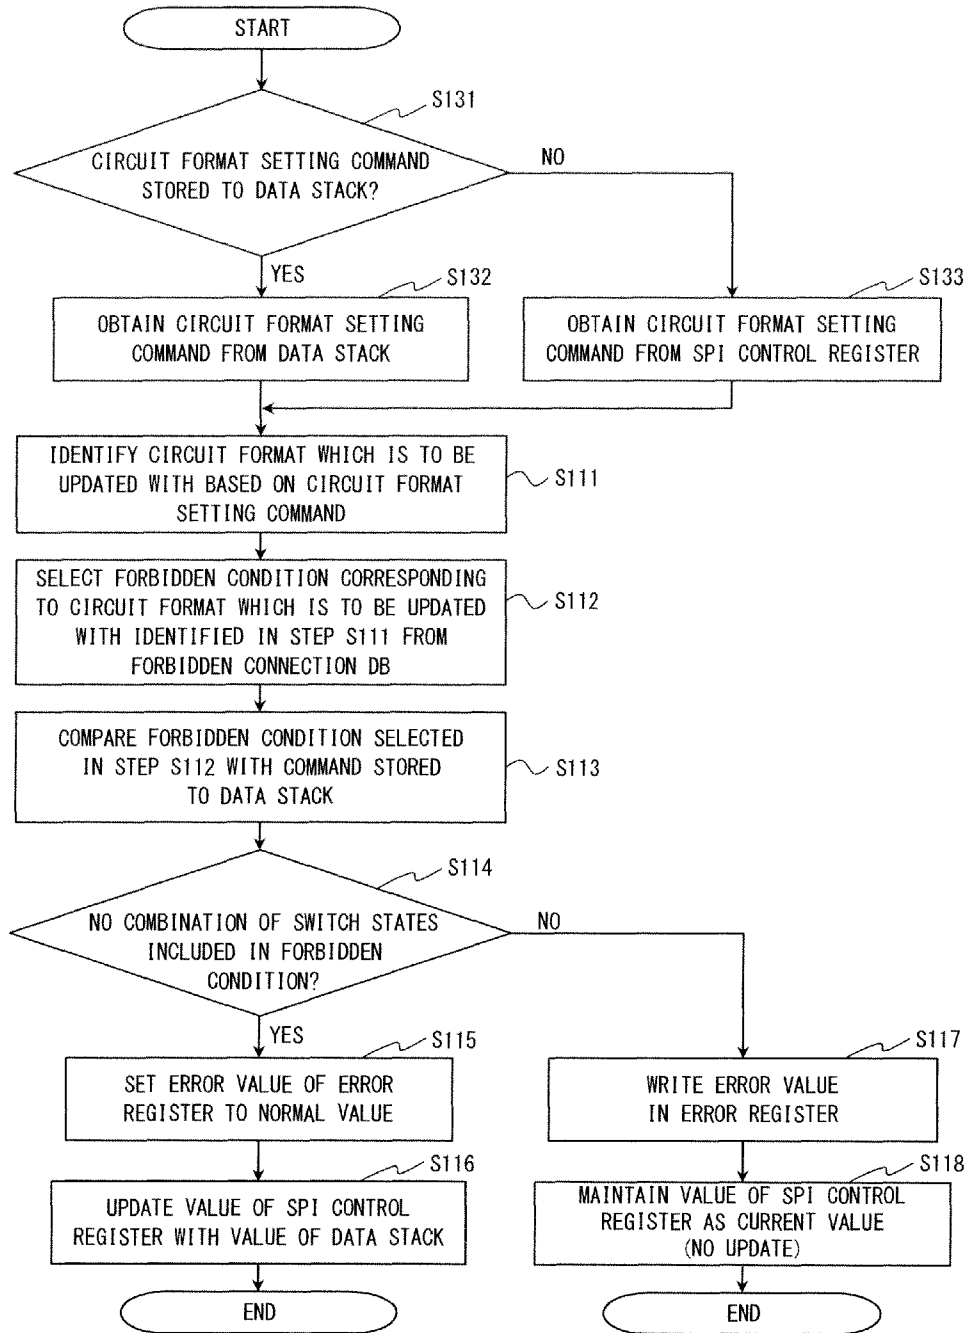 START
S131
CIRCUIT FORMAT SETTING COMMAND
STORED TO DATA STACK?
NO
YES
S132
OBTAIN CIRCUIT FORMAT SETTING
COMMAND FROM DATA STACK
S133
OBTAIN CIRCUIT FORMAT SETTING
COMMAND FROM SPI CONTROL REGISTER
IDENTIFY CIRCUIT FORMAT WHICH IS TO BE
UPDATED WITH BASED ON CIRCUIT FORMAT
SETTING COMMAND
S111
SELECT FORBIDDEN CONDITION CORRESPONDING
TO CIRCUIT FORMAT WHICH IS TO BE UPDATED
WITH IDENTIFIED IN STEP S111 FROM
FORBIDDEN CONNECTION DB
S112
COMPARE FORBIDDEN CONDITION SELECTED
IN STEP S112 WITH COMMAND STORED
TO DATA STACK
S113
S114
NO COMBINATION OF SWITCH STATES
INCLUDED IN FORBIDDEN
CONDITION?
NO
YES
S115
SET ERROR VALUE OF ERROR
REGISTER TO NORMAL VALUE
S117
WRITE ERROR VALUE
IN ERROR REGISTER
S116
UPDATE VALUE OF SPI CONTROL
REGISTER WITH VALUE OF DATA STACK
S118
MAINTAIN VALUE OF SPI CONTROL
REGISTER AS CURRENT VALUE
(NO UPDATE)
END
END